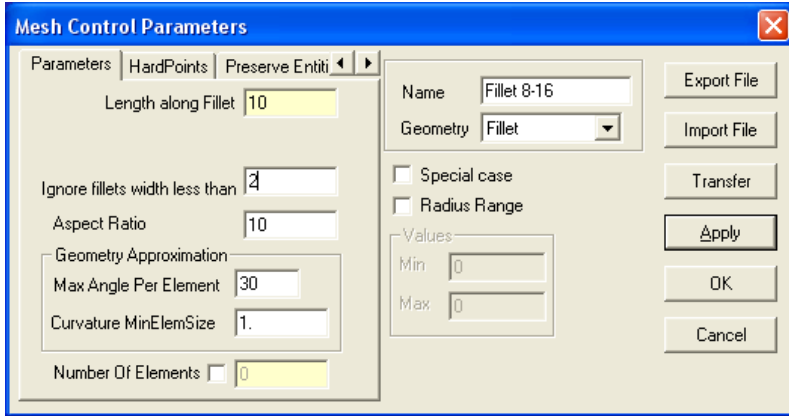 Mesh Control Parameters
Parameters HardPoints Preserve Entiti
Length along Fillet 10
Ignore fillets width less than 2
Aspect Ratio 10
Geometry Approximation
Max Angle Per Element 30
Curvature MinElemSize 1.
Number Of Elements 0
Name Fillet 8-16
Geometry Fillet
Special case
Radius Range
Values
Min 0
Max 0
Export File
Import File
Transfer
Apply
OK
Cancel